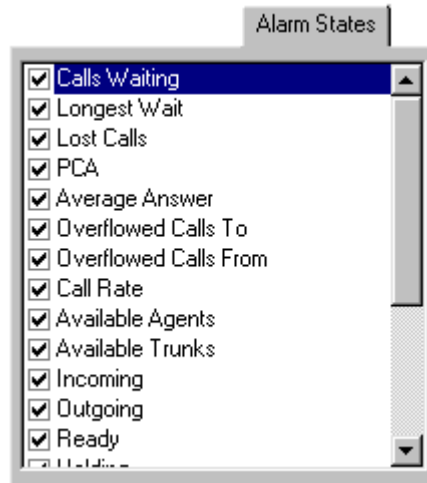 Alarm States
Calls Waiting
Longest Wait
Lost Calls
PCA
Average Answer
Overflowed Calls To
Overflowed Calls From
Call Rate
Available Agents
Available Trunks
Incoming
Outgoing
Ready